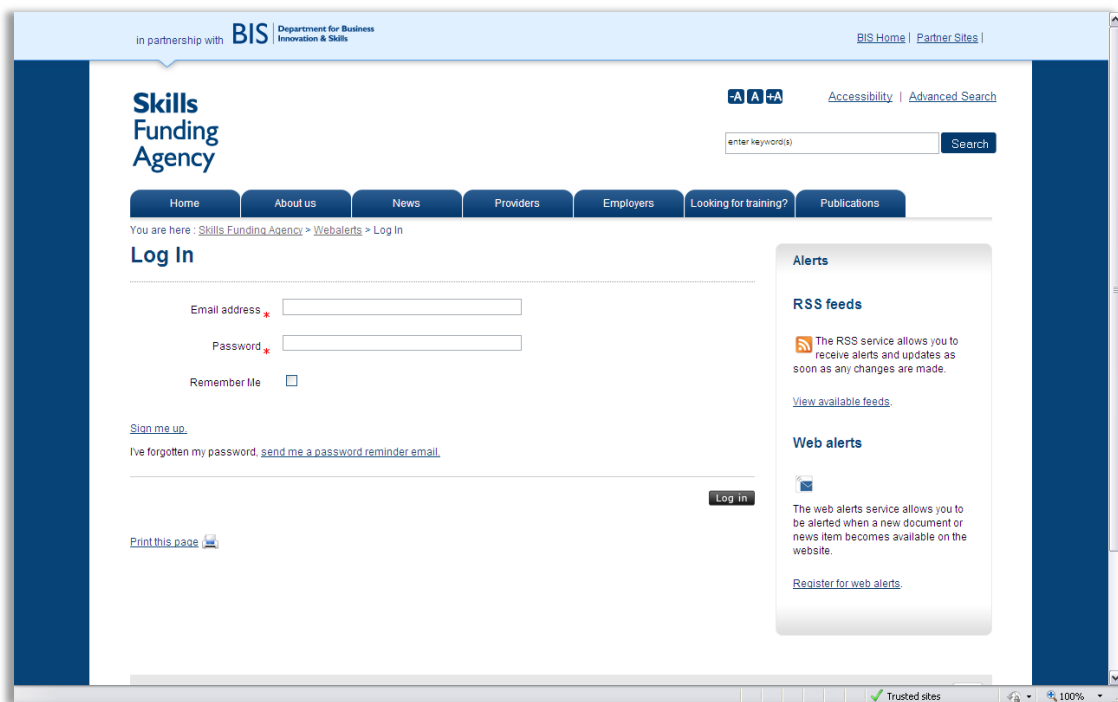 in partnership with BIS Department for Business
Innovation & Skills
BIS Home | Partner Sites |
Skills
Funding
Agency
-A A +A
Accessibility | Advanced Search
enter keyword(s)
Search
Home About us News Providers Employers Looking for training? Publications
You are here : Skills Funding Agency > Webalerts > Log In
Log In
Email address *
Password *
Remember Me
Sign me up.
I've forgotten my password, send me a password reminder email.
Log in
Print this page
Alerts
RSS feeds
The RSS service allows you to
receive alerts and updates as
soon as any changes are made.
View available feeds.
Web alerts
The web alerts service allows you to
be alerted when a new document or
news item becomes available on the
website.
Register for web alerts.
Trusted sites
100%